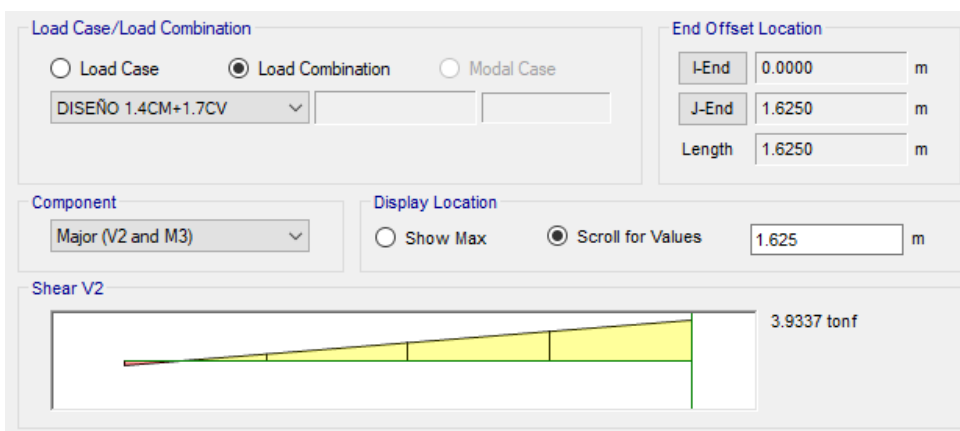 Load Case/Load Combination
Load Case
Load Combination
Modal Case
DISEÑO 1.4CM+1.7CV
End Offset Location
I-End 0.0000 m
J-End 1.6250 m
Length 1.6250 m
Component
Major (V2 and M3)
Display Location
Show Max
Scroll for Values
1.625 m
Shear V2
3.9337 tonf